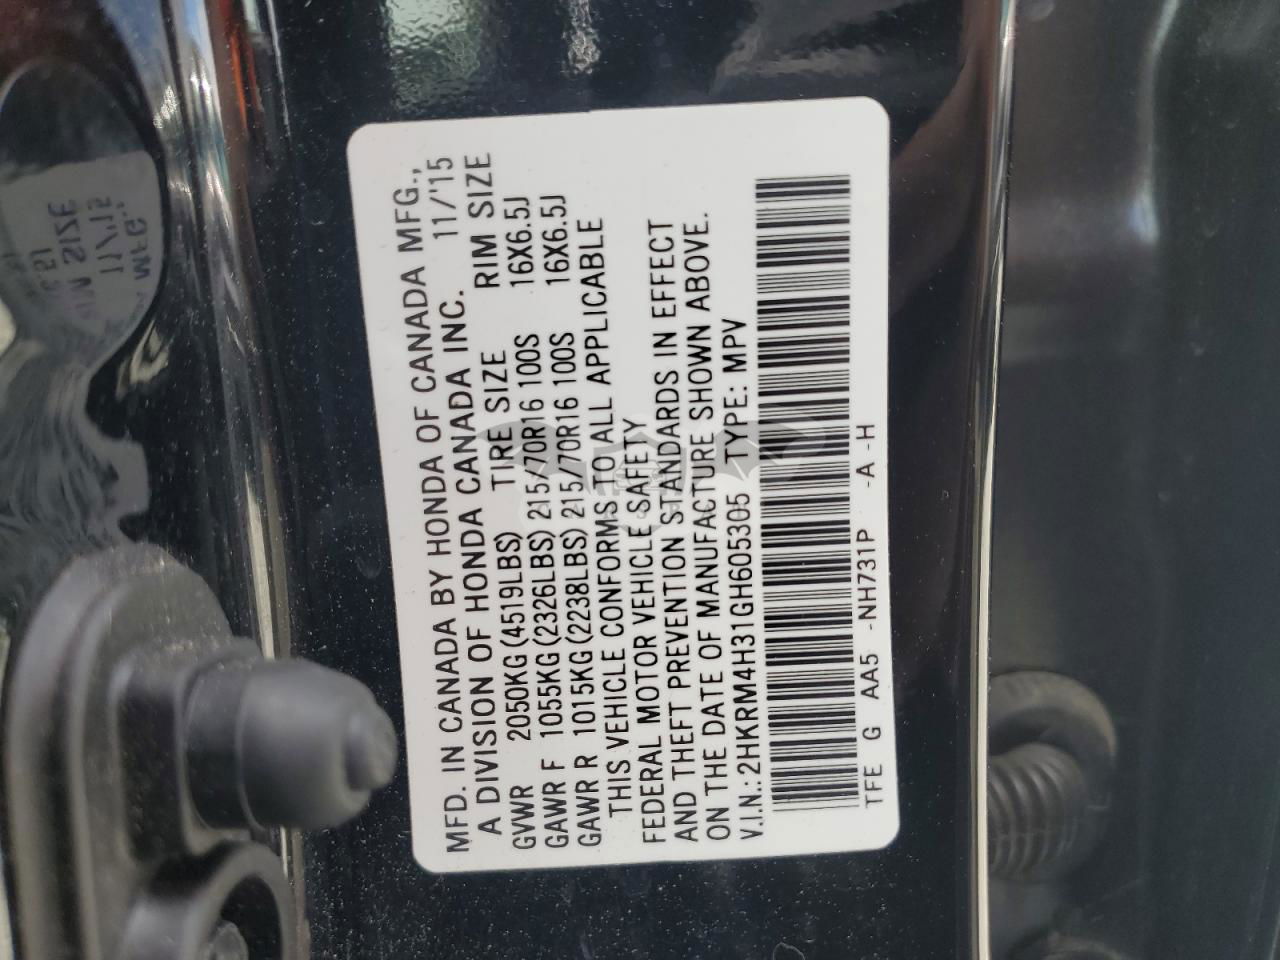 MFD. IN CANADA BY HONDA OF CANADA MFG.,
A DIVISION OF HONDA CANADA INC. 11/'15
TIRE SIZE RIM SIZE
GVWR 2050KG (4519LBS)
GAWR F 1055KG (2326LBS) 215/70R16 100S 16X6.5J
GAWR R 1015KG (2238LBS) 215/70R16 100S 16X6.5J
THIS VEHICLE CONFORMS TO ALL APPLICABLE
FEDERAL MOTOR VEHICLE SAFETY
AND THEFT PREVENTION STANDARDS IN EFFECT
ON THE DATE OF MANUFACTURE SHOWN ABOVE.
V.I.N.:2HKRM4H31GH605305 TYPE: MPV
TFE G AA5 -NH731P -A -H